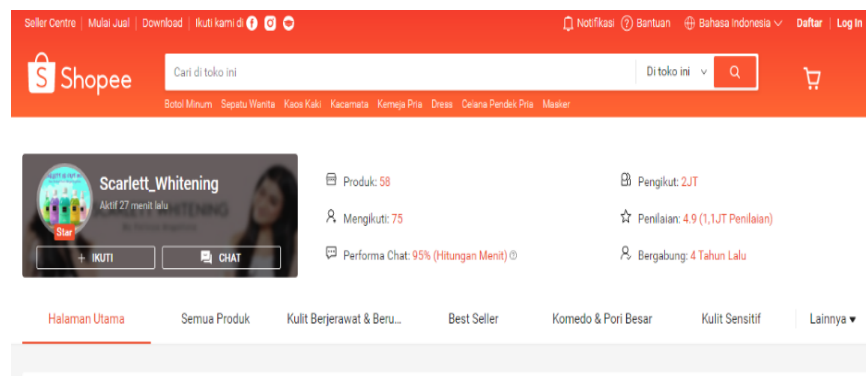 Seller Centre | Mulai Jual | Download | Ikuti kami di
Notifikasi Bantuan Bahasa Indonesia Daftar | Log In
Shopee
Cari di toko ini
Di toko ini
Botol Minum Sepatu Wanita Kaos Kaki Kacamata Kemeja Pria Dress Celana Pendek Pria Masker
Scarlett_Whitening
Aktif 27 menit lalu
Star
+ IKUTI
CHAT
Produk: 58
Pengikut: 2JT
Mengikuti: 75
Penilaian: 4.9 (1,1JT Penilaian)
Performa Chat: 95% (Hitungan Menit)
Bergabung: 4 Tahun Lalu
Halaman Utama Semua Produk Kulit Berjerawat & Beru... Best Seller Komedo & Pori Besar Kulit Sensitif Lainnya